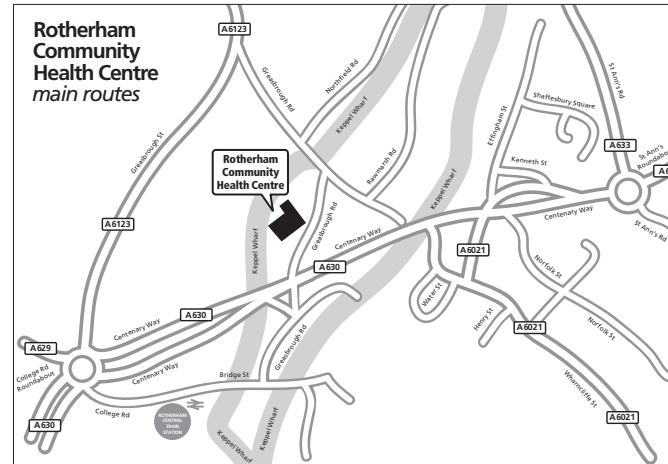 Rotherham
Community
Health Centre
main routes
A6123
Greasbrough Rd
Northfield Rd
Keppel Wharf
Greasbrough St
Rotherham
Community
Health Centre
Rawmarsh Rd
Keppel Wharf
Effingham St
Shaftesbury Square
St Ann's Rd
Kenneth St
A633
St Ann's
Roundabout
A6
St Ann's Rd
Centenary Way
A6123
Keppel Wharf
Greasbrough Rd
Centenary Way
A630
A6021
Norfolk St
Water St
Henry St
A6021
Norfolk St
Wharncliffe St
A6021
Centenary Way
A630
Greasbrough Rd
A629
College Rd
Roundabout
Centenary Way
Bridge St
College Rd
A630
ROTHERHAM
CENTRAL
TRAIN
STATION
Keppel Wharf
Keppel Wharf